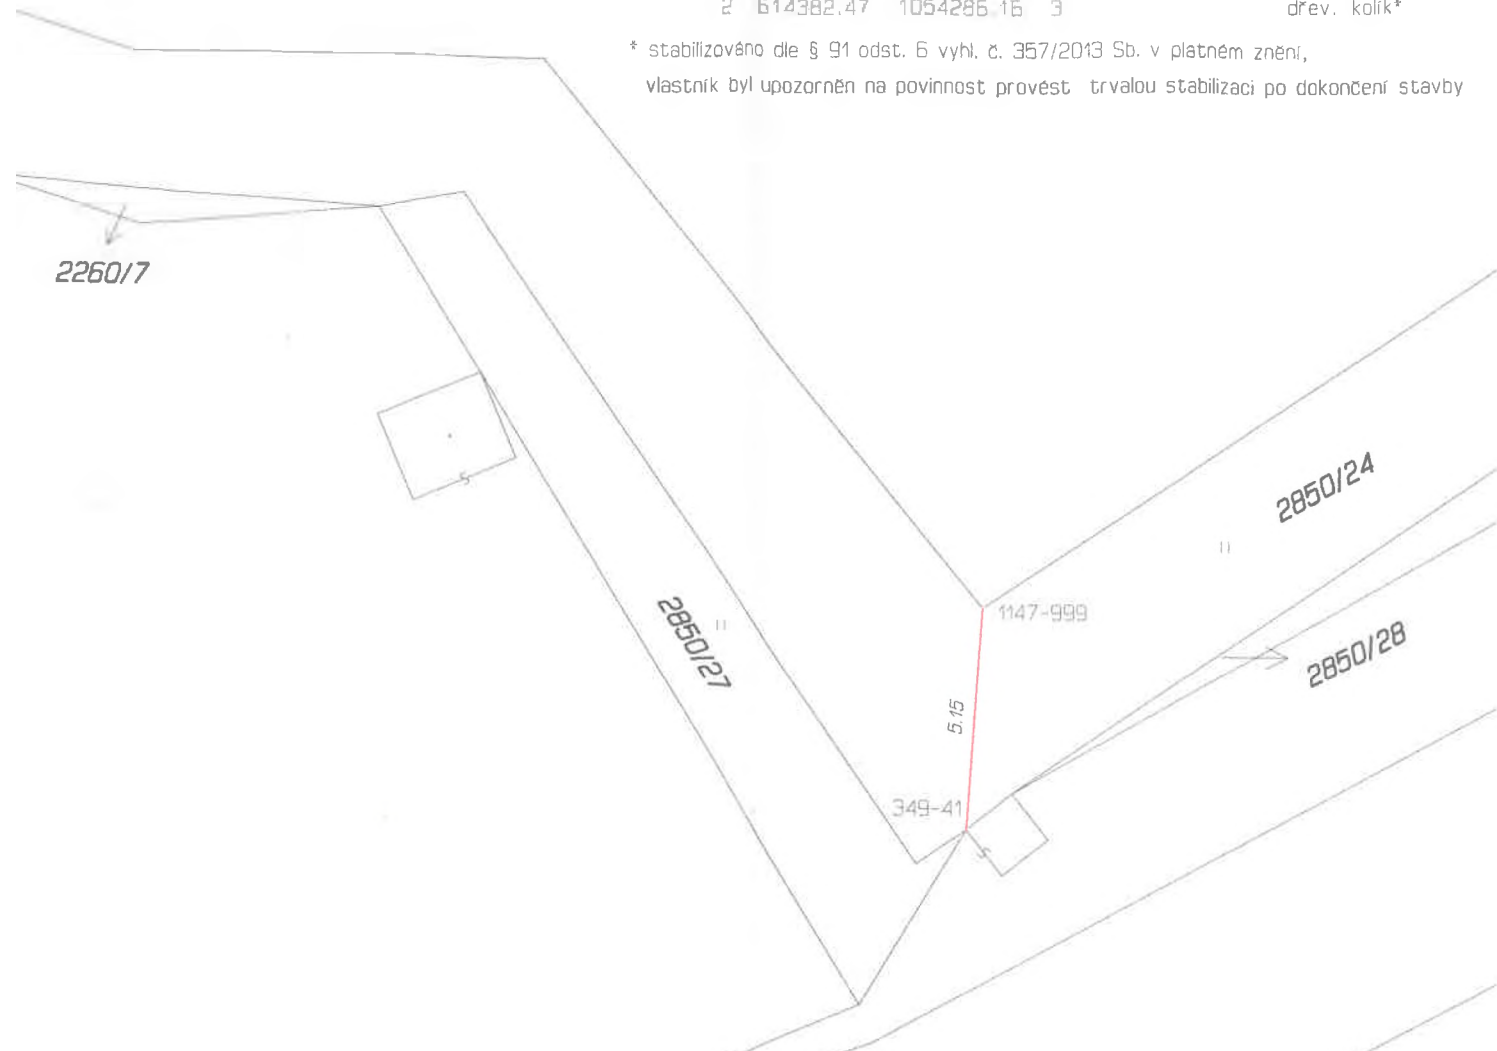 2 614382.47 1054286.16 3 dřev. kolík*
* stabilizováno dle § 91 odst. 6 vyhl. č. 357/2013 Sb. v platném znění,
vlastník byl upozorněn na povinnost provést trvalou stabilizaci po dokončení stavby
2260/7
2850/24
1147-999
2850/27
2850/28
5.15
349-41